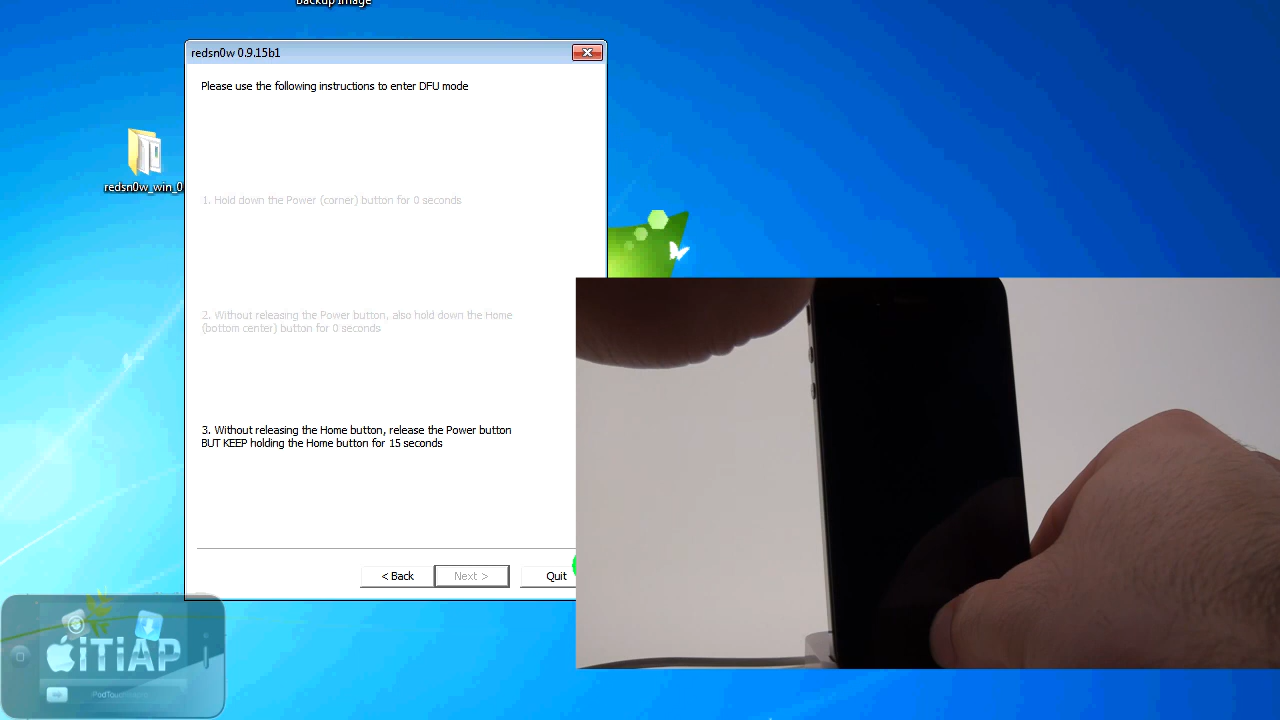 Backup Image
redsn0w 0.9.15b1
Please use the following instructions to enter DFU mode
redsn0w_win_0
1. Hold down the Power (corner) button for 0 seconds
2. Without releasing the Power button, also hold down the Home
(bottom center) button for 0 seconds
3. Without releasing the Home button, release the Power button
BUT KEEP holding the Home button for 15 seconds
< Back
Next >
Quit
iTiAP